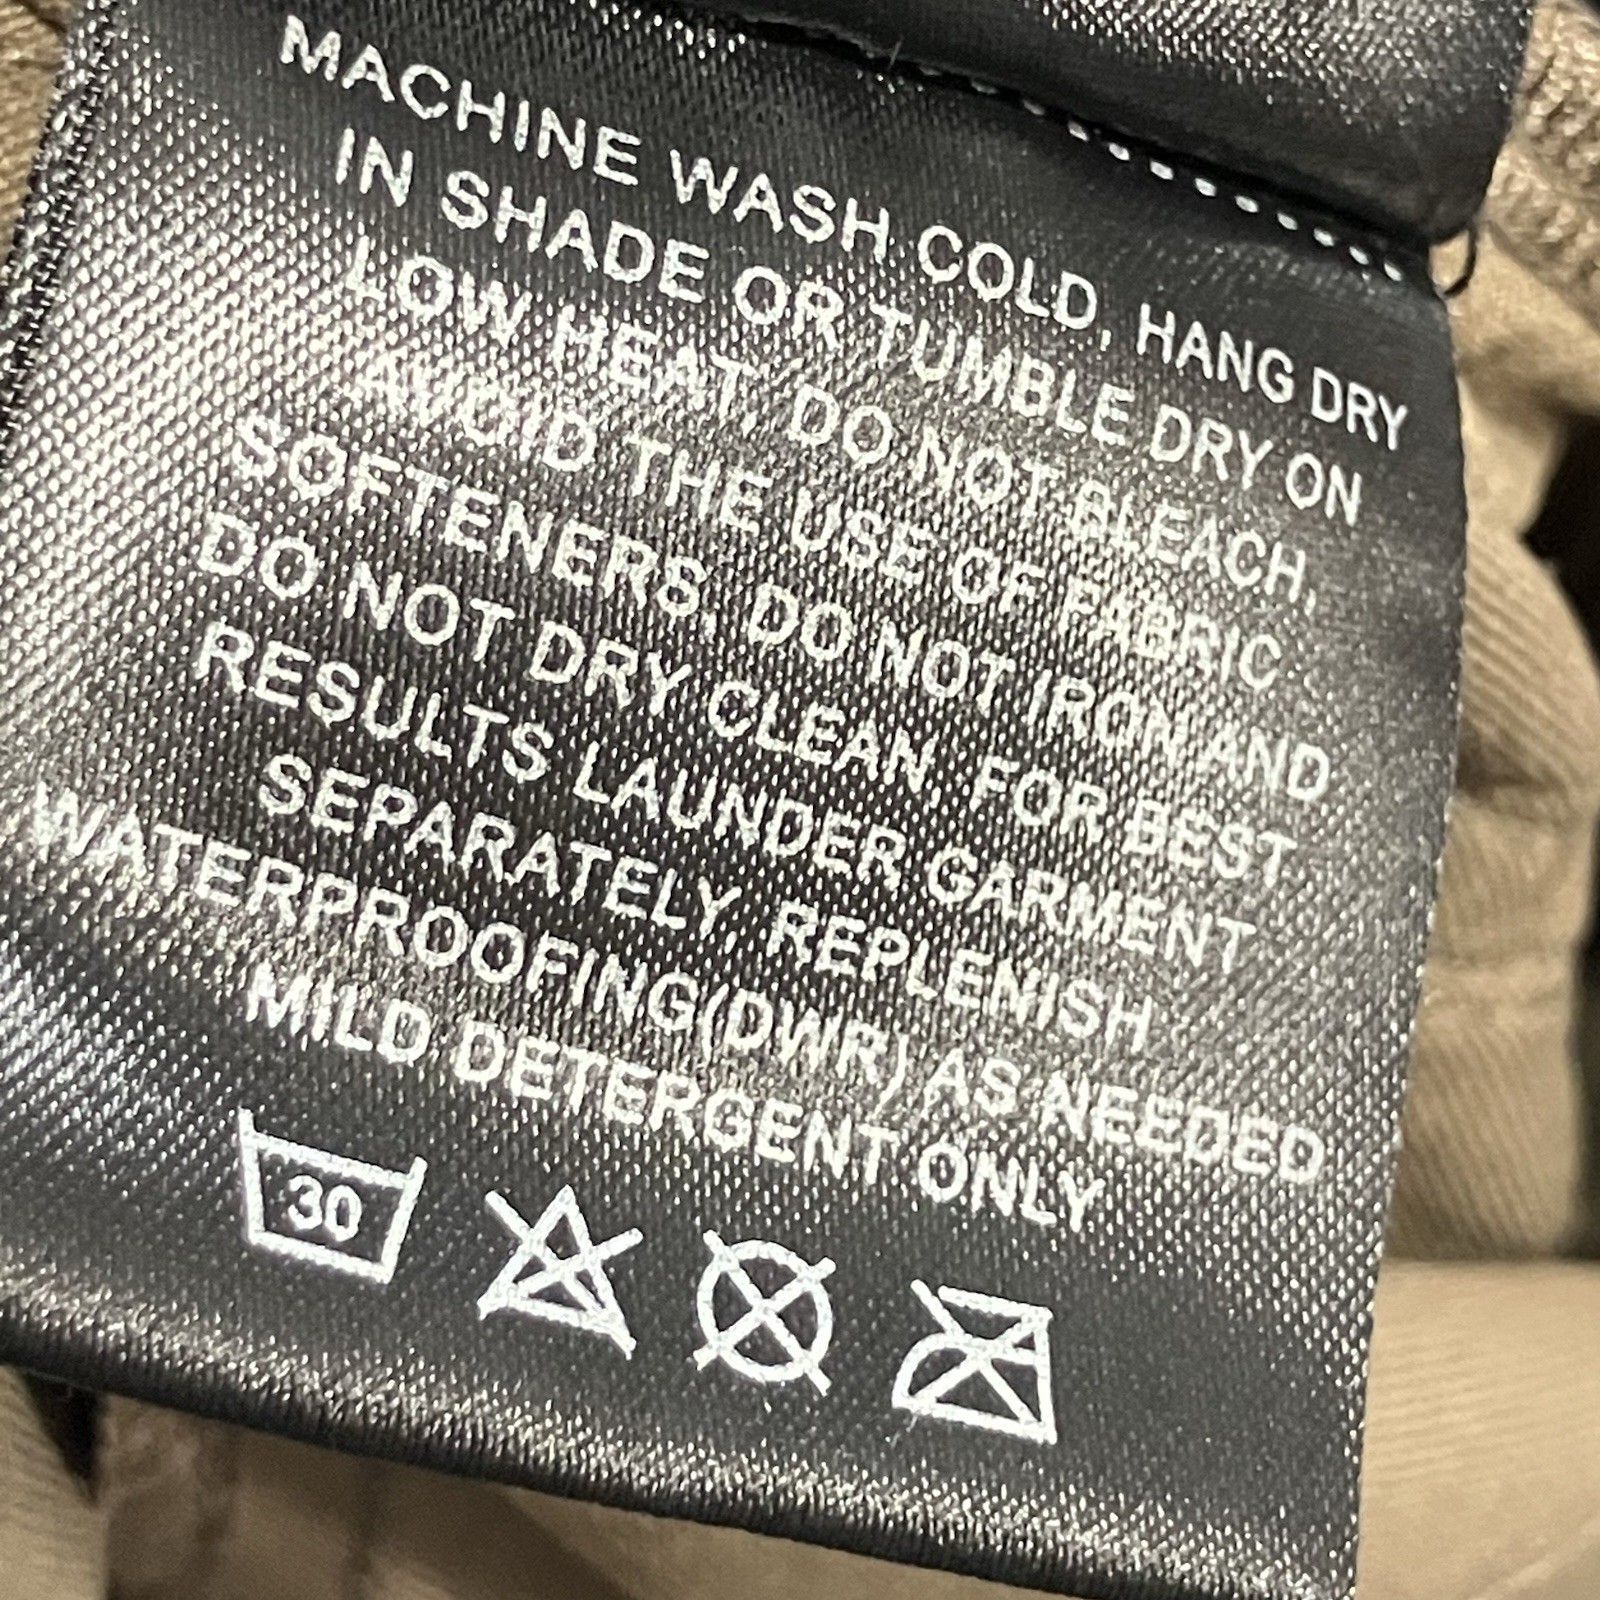 MACHINE WASH COLD, HANG DRY
IN SHADE OR TUMBLE DRY ON
LOW HEAT, DO NOT BLEACH,
AVOID THE USE OF FABRIC
SOFTENERS, DO NOT IRON AND
DO NOT DRY CLEAN, FOR BEST
RESULTS LAUNDER GARMENT
SEPARATELY, REPLENISH
WATERPROOFING(DWR) AS NEEDED
MILD DETERGENT ONLY
30